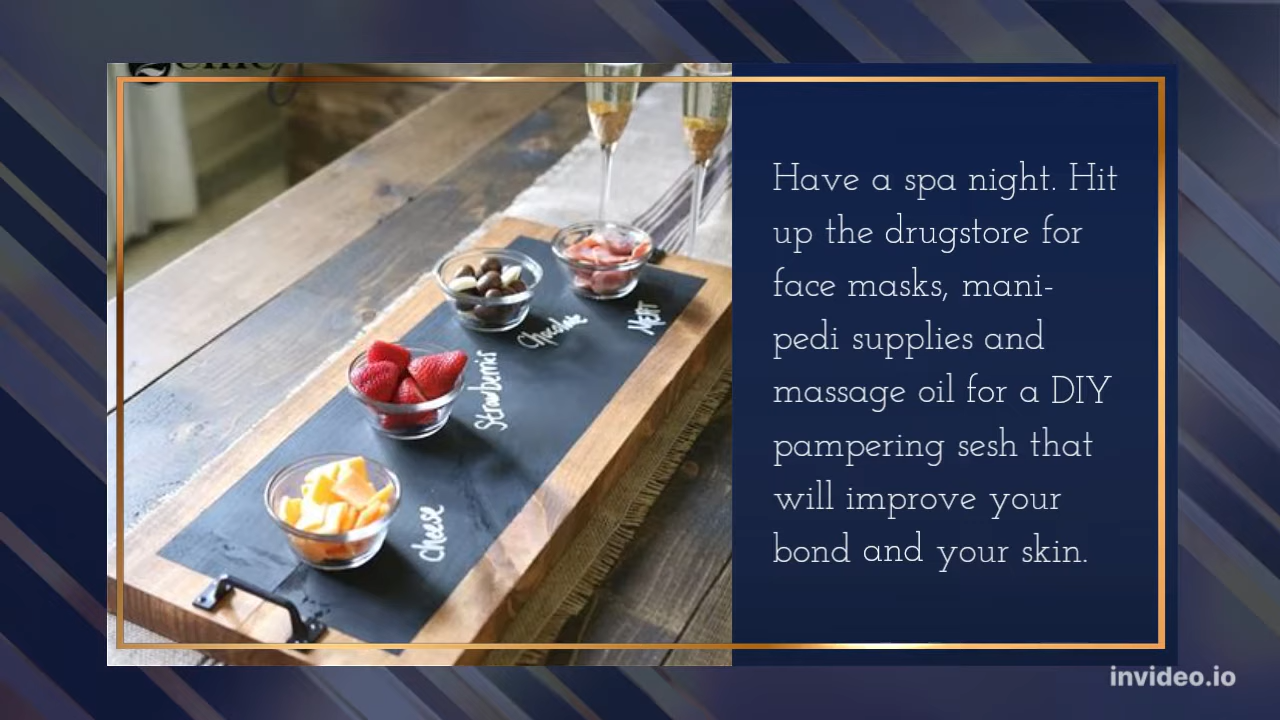 Have a spa night. Hit
up the drugstore for
face masks, mani-
pedi supplies and
massage oil for a DIY
pampering sesh that
will improve your
bond and your skin.
Meat
Chocolate
Strawberries
cheese
invideo.io